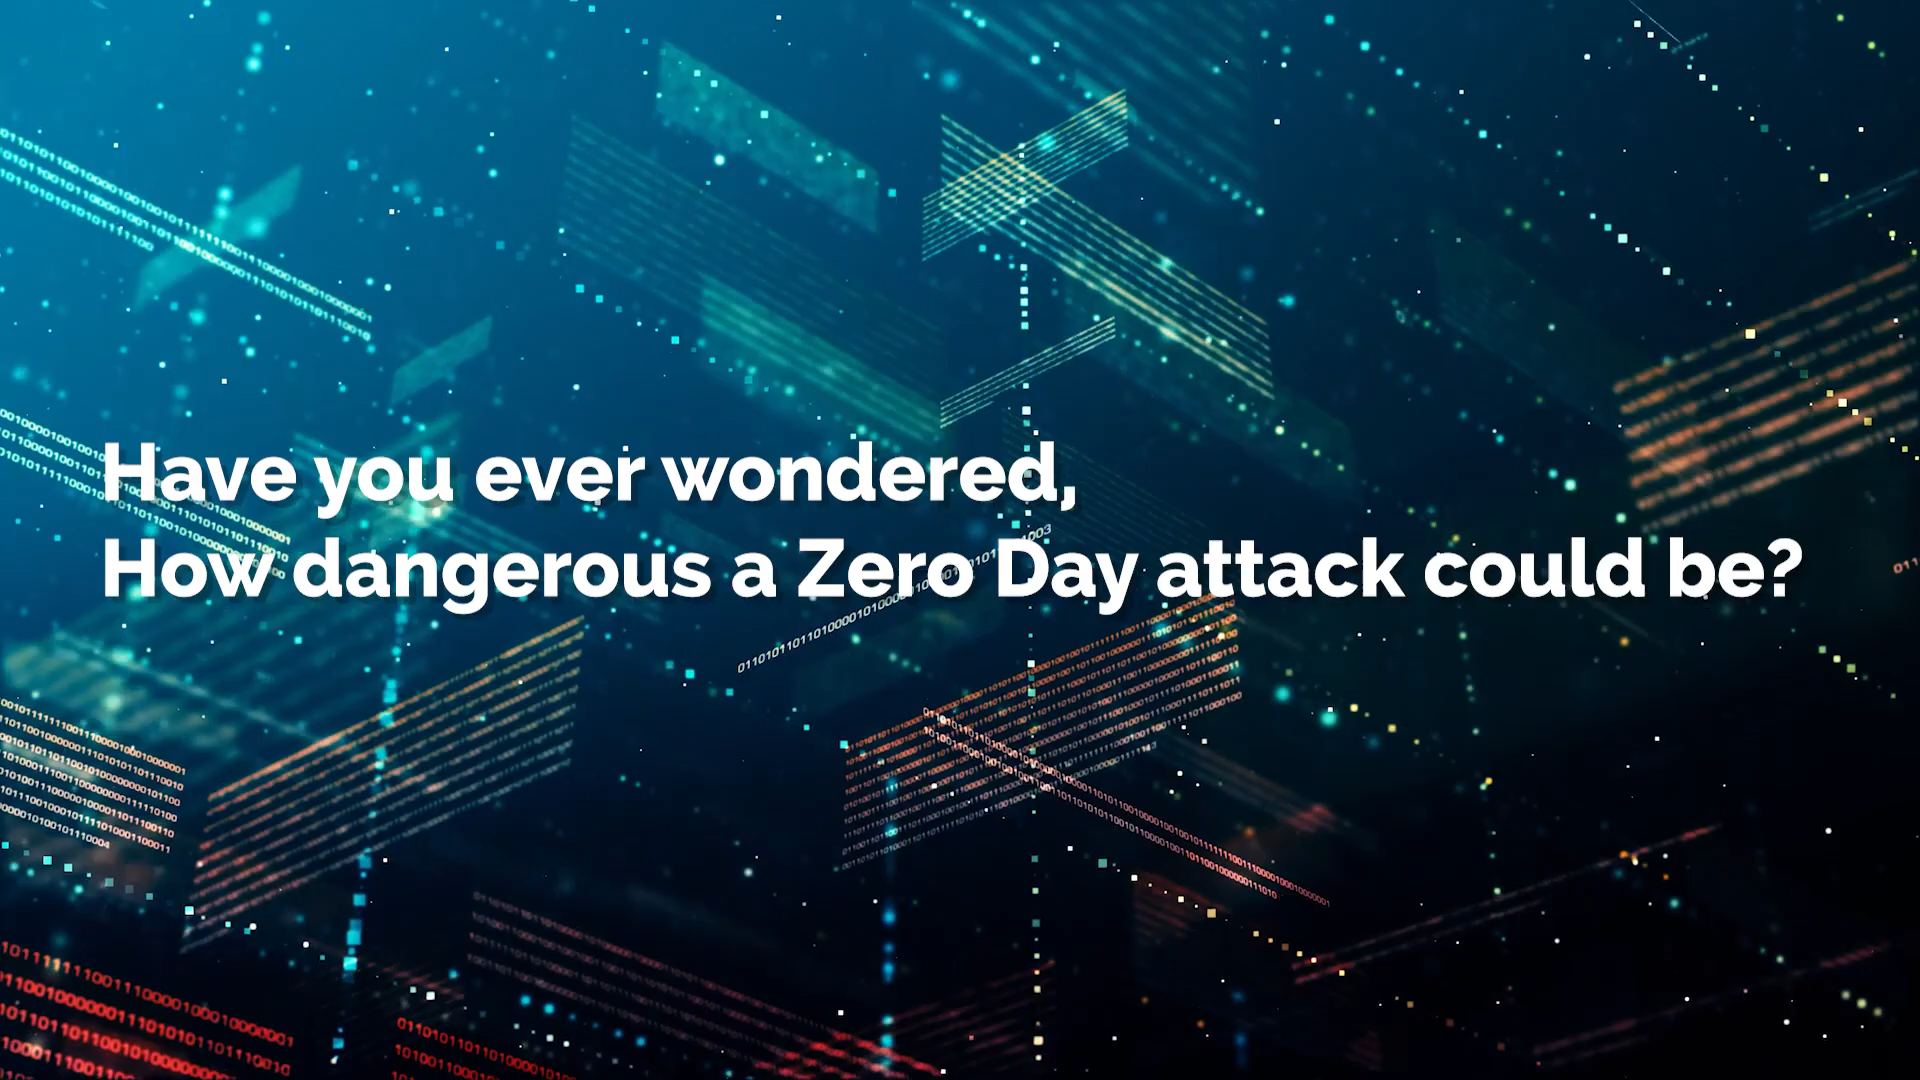 Have you ever wondered,
How dangerous a Zero Day attack could be?